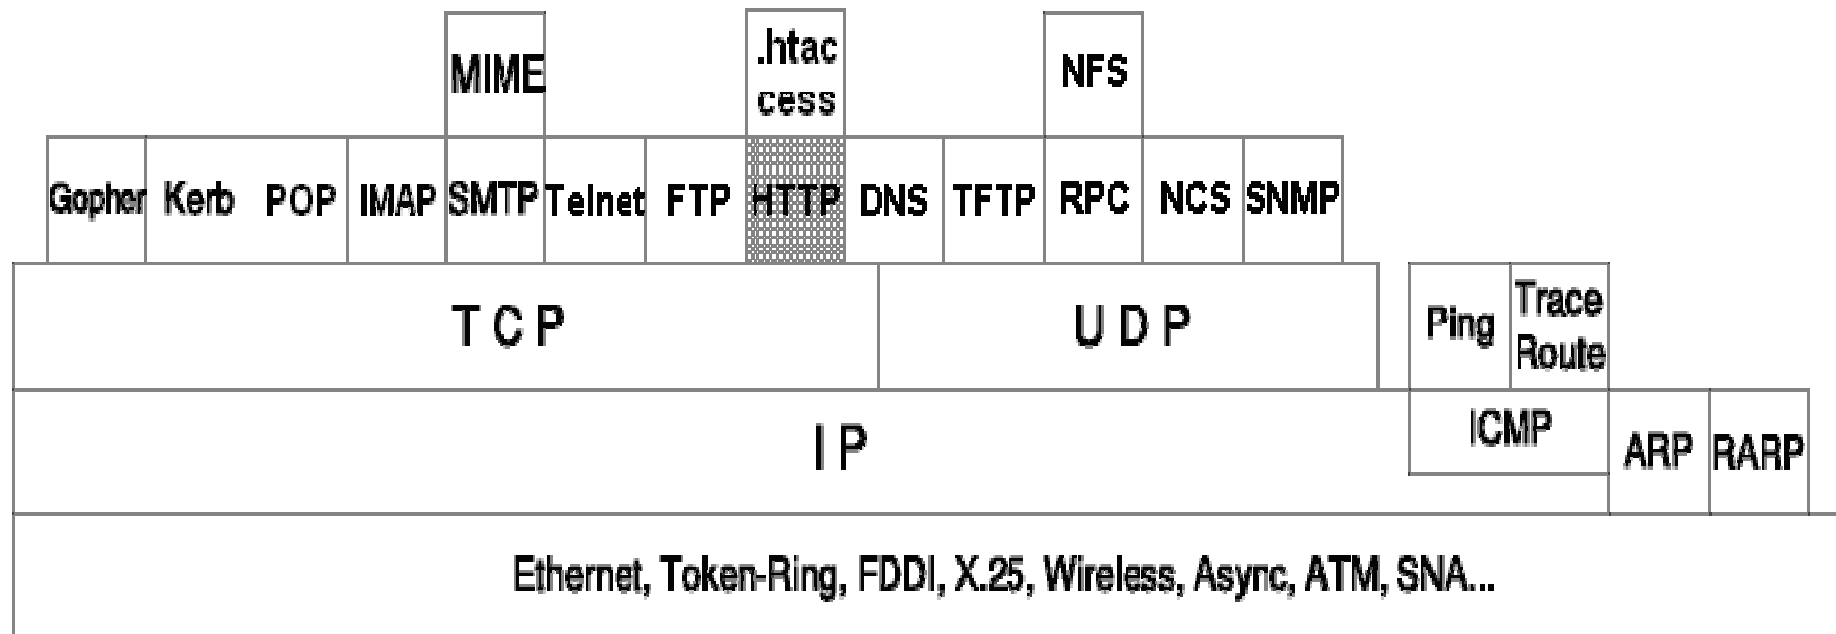 MIME
.htac
cess
NFS
Gopher Kerb POP IMAP SMTP Telnet FTP HTTP DNS TFTP RPC NCS SNMP
TCP
UDP
Ping
Trace
Route
IP
ICMP
ARP
RARP
Ethernet, Token-Ring, FDDI, X.25, Wireless, Async, ATM, SNA...